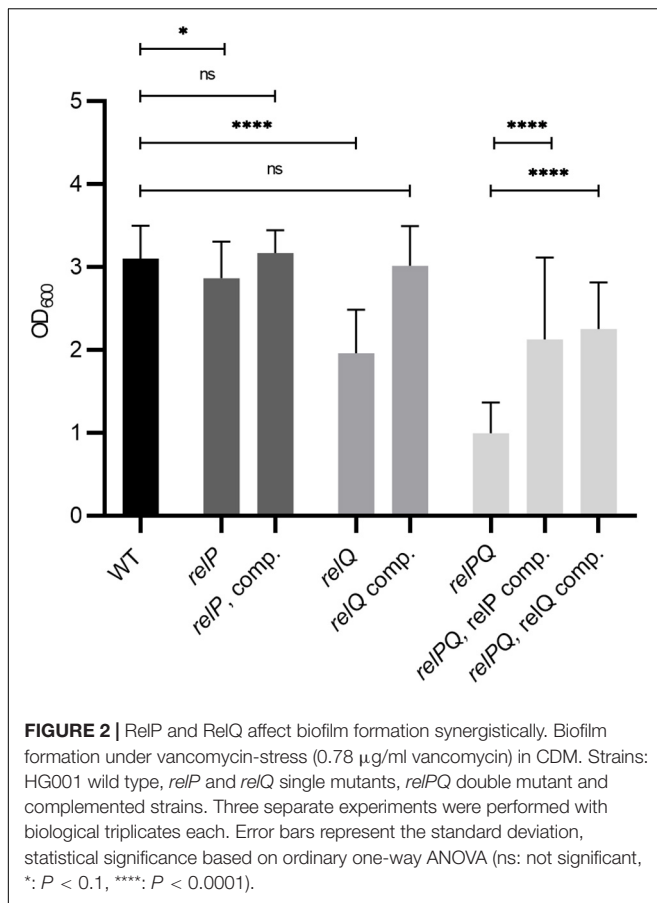 *
ns
****
ns
****
****
5
4
3
2
1
0
OD600
WT
relP
relP, comp.
relQ
relQ comp.
relPQ
relPQ, relP comp.
relPQ, relQ comp.
FIGURE 2 | RelP and RelQ affect biofilm formation synergistically. Biofilm
formation under vancomycin-stress (0.78 μg/ml vancomycin) in CDM. Strains:
HG001 wild type, relP and relQ single mutants, relPQ double mutant and
complemented strains. Three separate experiments were performed with
biological triplicates each. Error bars represent the standard deviation,
statistical significance based on ordinary one-way ANOVA (ns: not significant,
*: P < 0.1, ****: P < 0.0001).